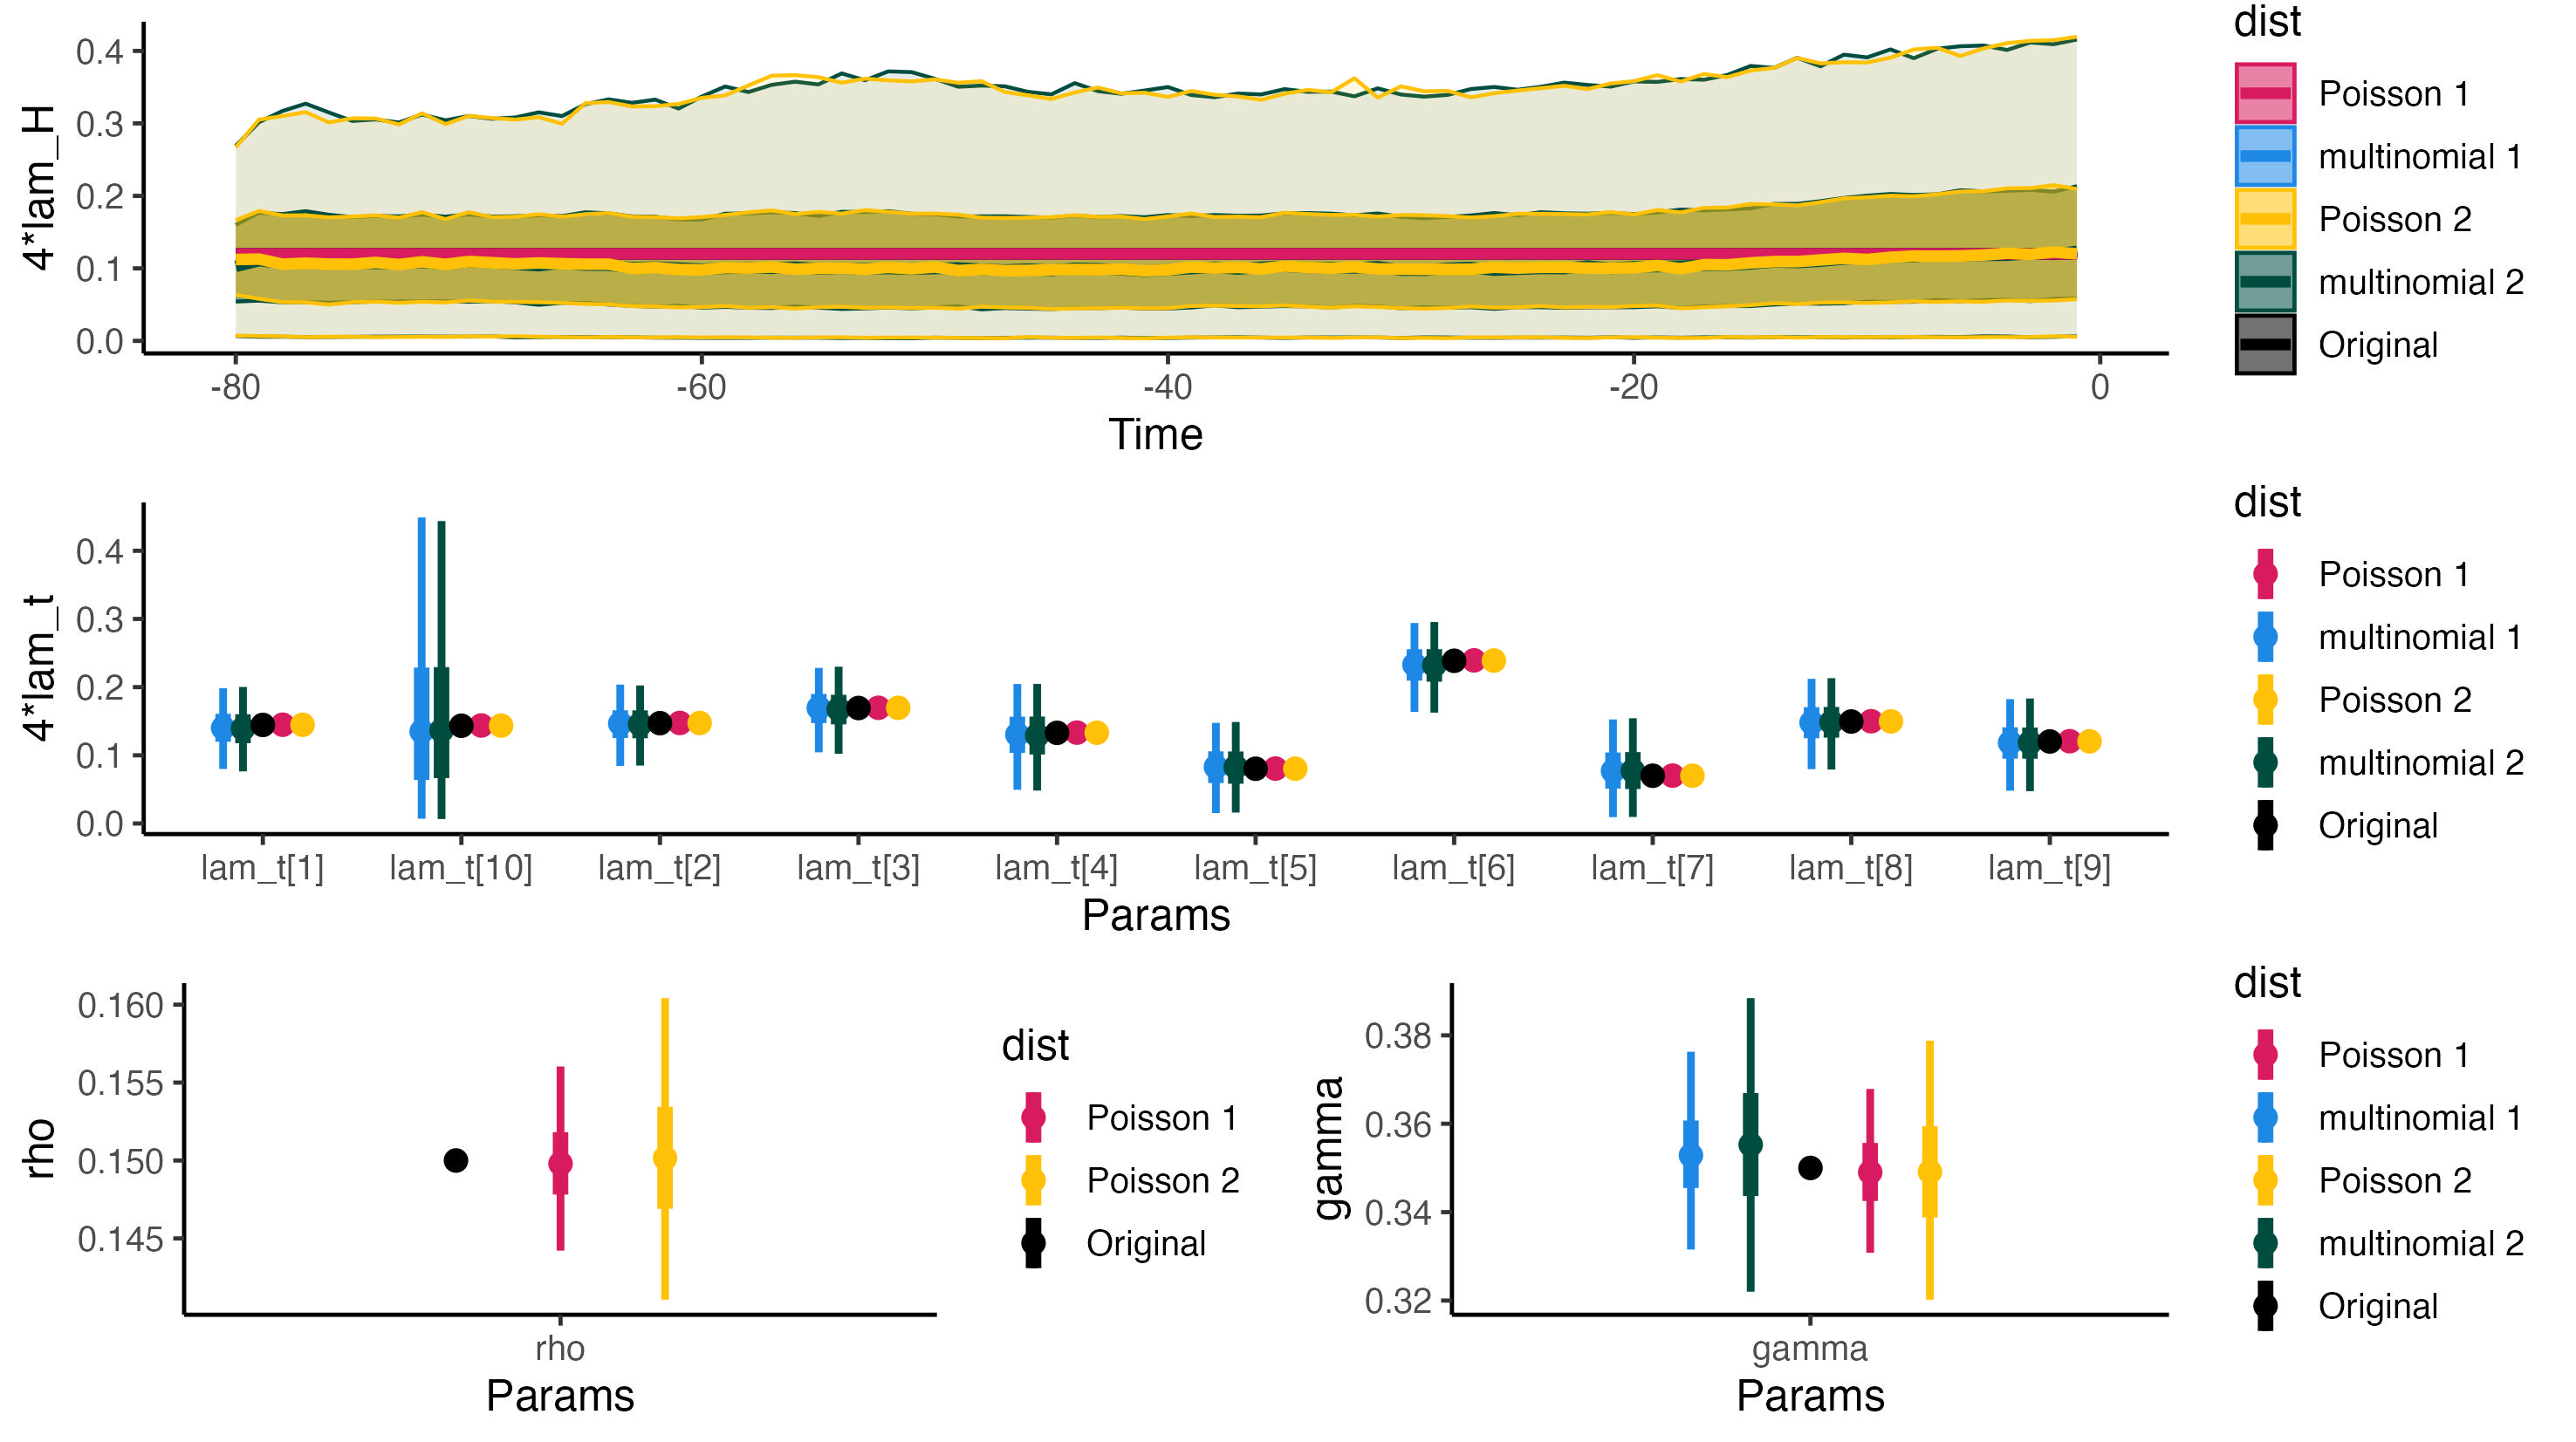 4*lam_H
0.4
0.3
0.2
0.1
0.0
-80 -60 -40 -20 0
Time
dist
Poisson 1
multinomial 1
Poisson 2
multinomial 2
Original
4*lam_t
0.4
0.3
0.2
0.1
0.0
lam_t[1] lam_t[10] lam_t[2] lam_t[3] lam_t[4] lam_t[5] lam_t[6] lam_t[7] lam_t[8] lam_t[9]
Params
dist
Poisson 1
multinomial 1
Poisson 2
multinomial 2
Original
rho
0.160
0.155
0.150
0.145
rho
Params
dist
Poisson 1
Poisson 2
Original
gamma
0.38
0.36
0.34
0.32
gamma
Params
dist
Poisson 1
multinomial 1
Poisson 2
multinomial 2
Original